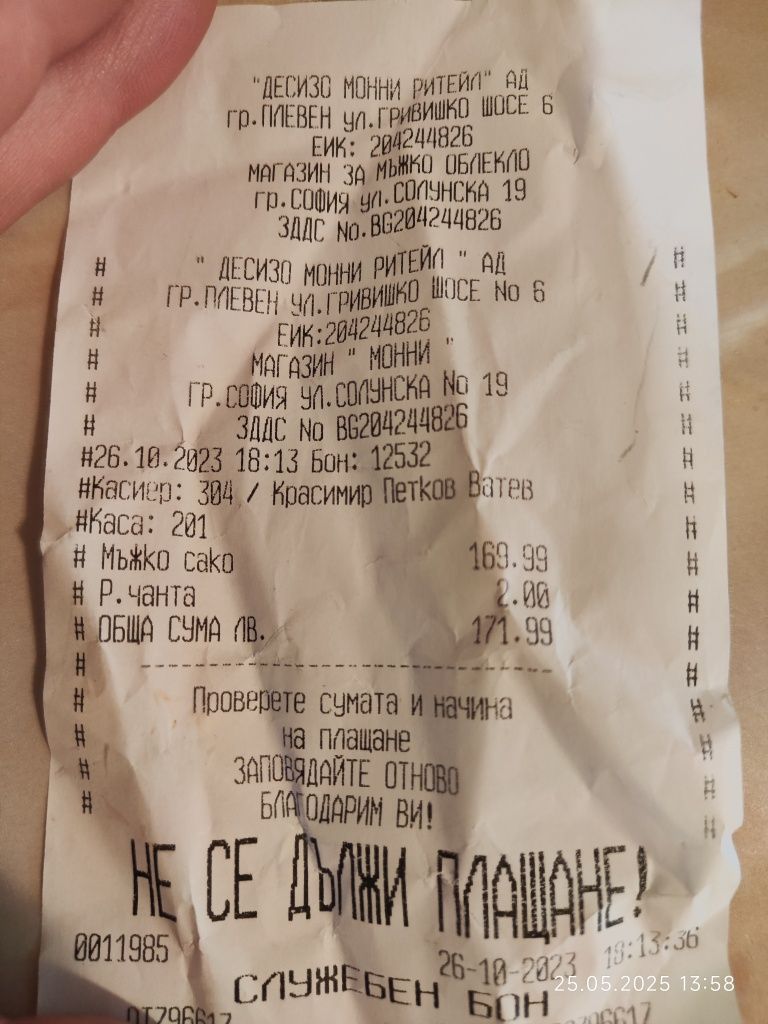 "ДЕСИЗО МОННИ РИТЕЙЛ" АД
гр.ПЛЕВЕН ул.ГРИВИШКО ШОСЕ 6
ЕИК: 204244826
МАГАЗИН ЗА МЪЖКО ОБЛЕКЛО
гр.СОФИЯ ул.СОЛУНСКА 19
ЗДДС No.BG204244826
# " ДЕСИЗО МОННИ РИТЕЙЛ " АД #
# ГР.ПЛЕВЕН УЛ.ГРИВИШКО ШОСЕ No 6 #
# ЕИК:204244826 #
# МАГАЗИН " МОННИ " #
# ГР.СОФИЯ УЛ.СОЛУНСКА No 19 #
# ЗДДС No BG204244826 #
#26.10.2023 18:13 Бон: 12532 #
#Касиер: 304 / Красимир Петков Ватев #
#Каса: 201 #
# Мъжко сако 169.99 #
# Р.чанта 2.00 #
# ОБЩА СУМА ЛВ. 171.99 #
# -------------------------------- #
# Проверете сумата и начина #
# на плащане #
# ЗАПОВЯДАЙТЕ ОТНОВО #
# БЛАГОДАРИМ ВИ! #
НЕ СЕ ДЪЛЖИ ПЛАЩАНЕ!
0011985 26-10-2023 18:13:36
СЛУЖЕБЕН БОН
25.05.2025 13:58